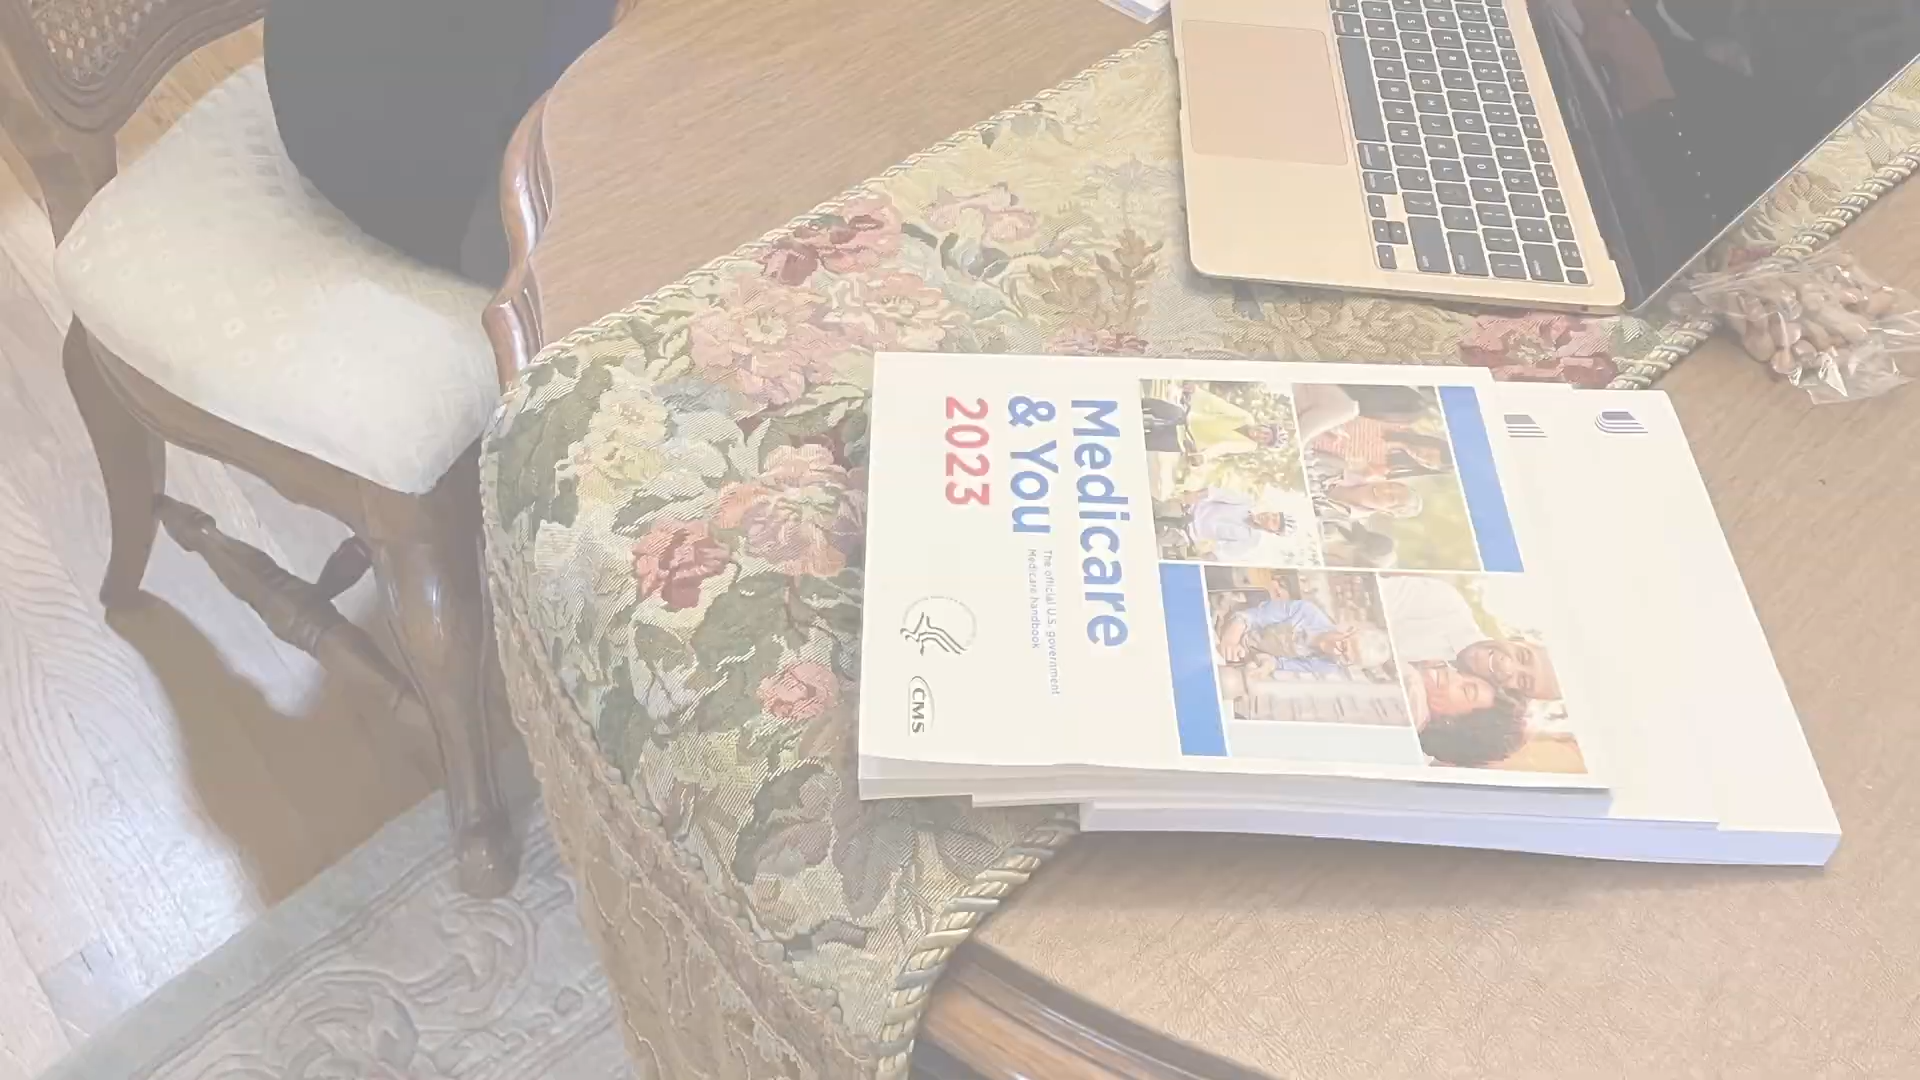 Medicare
& You
2023
The official U.S. government
Medicare handbook
CMS